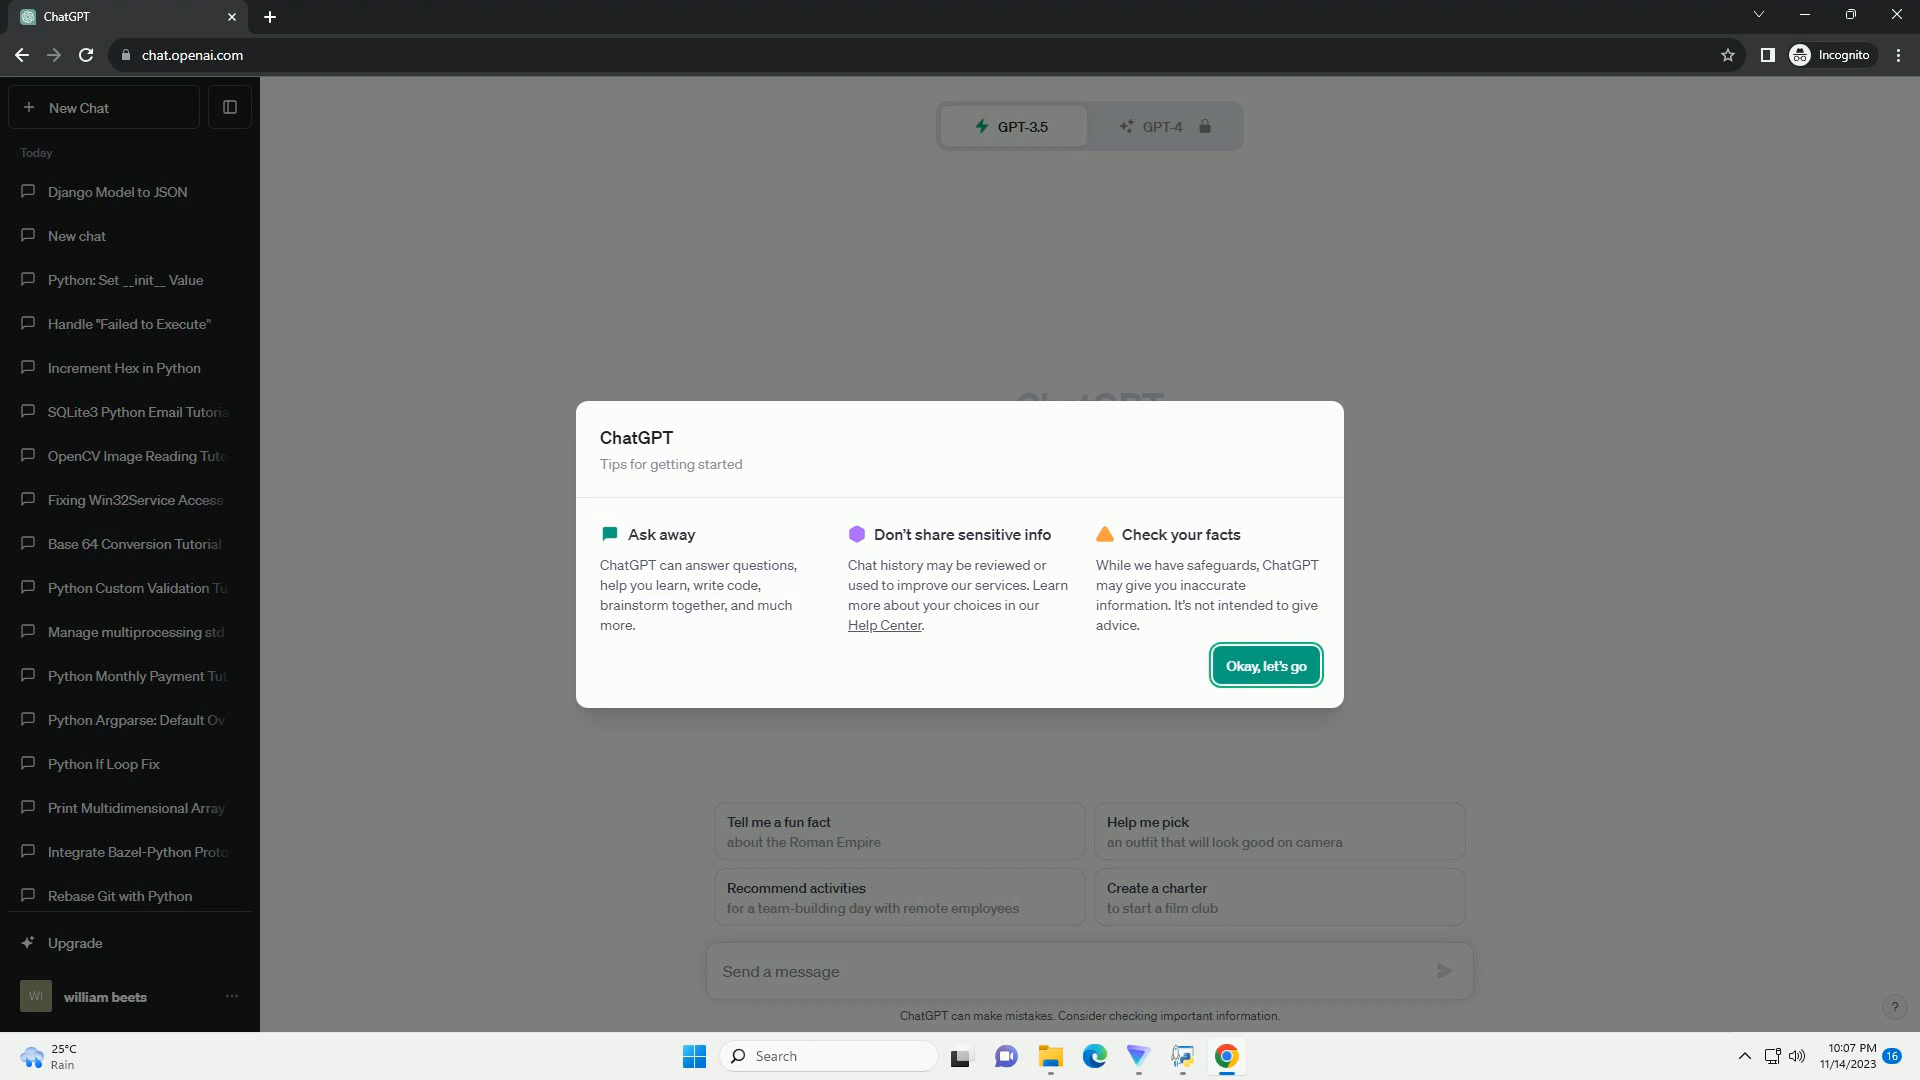 ChatGPT
chat.openai.com
Incognito
New Chat
Today
Django Model to JSON
New chat
Python: Set __init__ Value
Handle "Failed to Execute"
Increment Hex in Python
SQLite3 Python Email Tutoria
OpenCV Image Reading Tuto
Fixing Win32Service Access
Base 64 Conversion Tutorial
Python Custom Validation Tu
Manage multiprocessing std
Python Monthly Payment Tut
Python Argparse: Default Ov
Python If Loop Fix
Print Multidimensional Array
Integrate Bazel-Python Proto
Rebase Git with Python
Upgrade
WI
william beets
GPT-3.5
GPT-4
ChatGPT
ChatGPT
Tips for getting started
Ask away
ChatGPT can answer questions,
help you learn, write code,
brainstorm together, and much
more.
Don't share sensitive info
Chat history may be reviewed or
used to improve our services. Learn
more about your choices in our
Help Center.
Check your facts
While we have safeguards, ChatGPT
may give you inaccurate
information. It's not intended to give
advice.
Okay, let's go
Tell me a fun fact
about the Roman Empire
Help me pick
an outfit that will look good on camera
Recommend activities
for a team-building day with remote employees
Create a charter
to start a film club
Send a message
ChatGPT can make mistakes. Consider checking important information.
?
25°C
Rain
Search
10:07 PM
11/14/2023
16